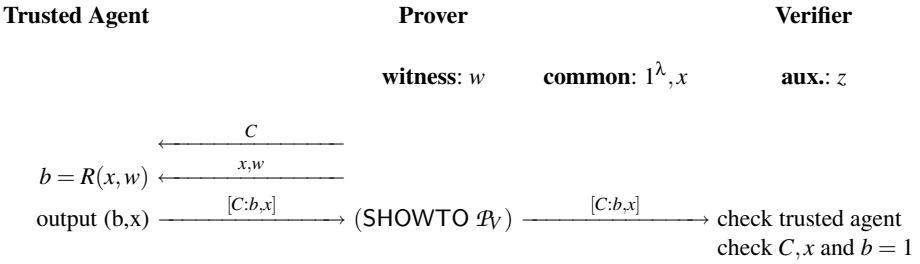 Trusted Agent Prover Verifier
witness: w common: 1^λ, x aux.: z
C
b = R(x, w) x,w
output (b,x) [C:b,x] (SHOWTO 𝒫_V) [C:b,x] check trusted agent
check C, x and b = 1